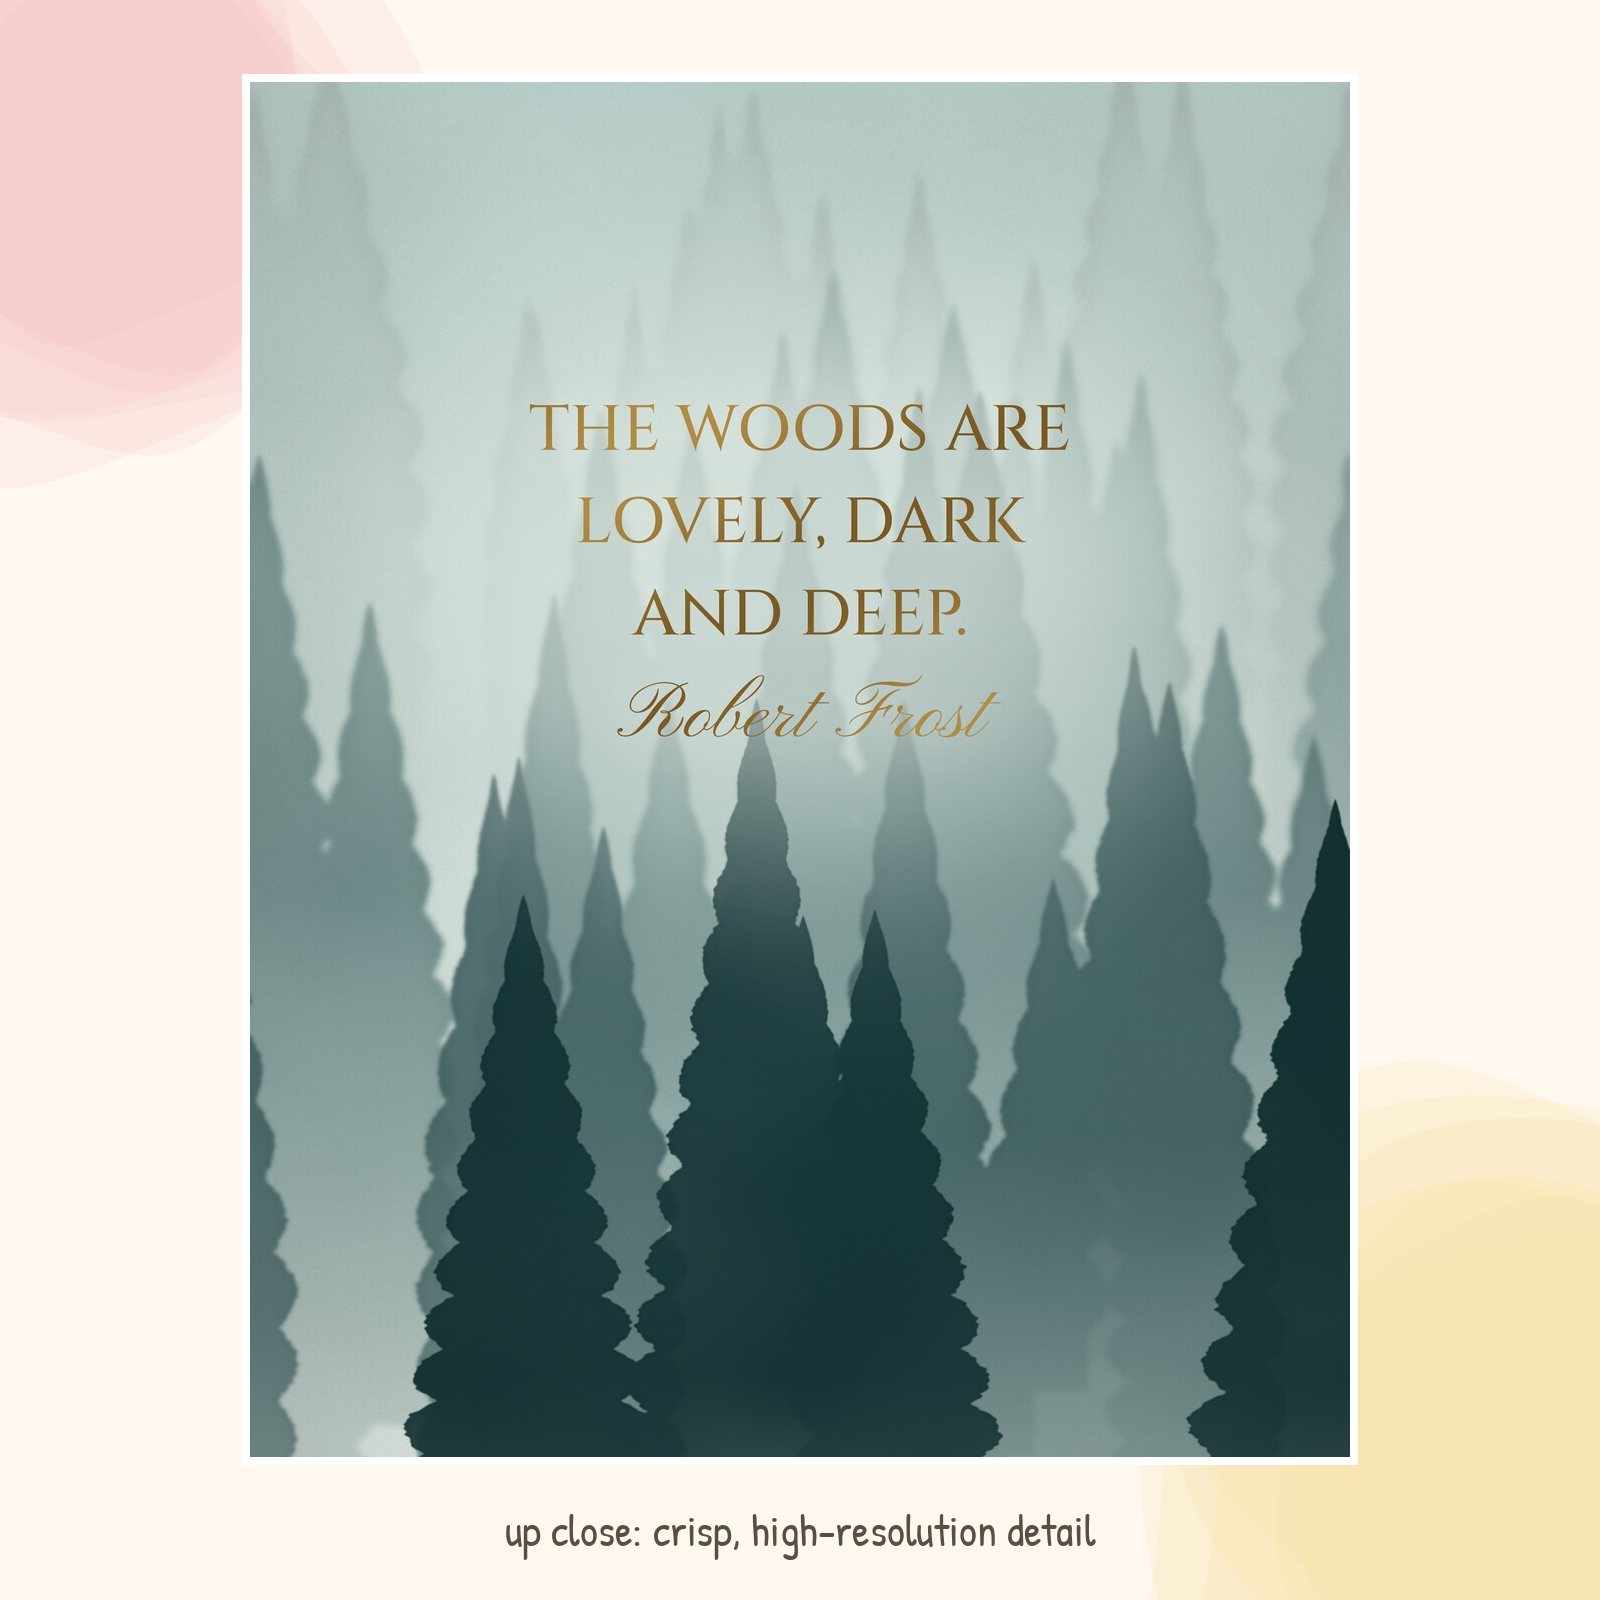 THE WOODS ARE
LOVELY, DARK
AND DEEP.
Robert Frost
up close: crisp, high-resolution detail